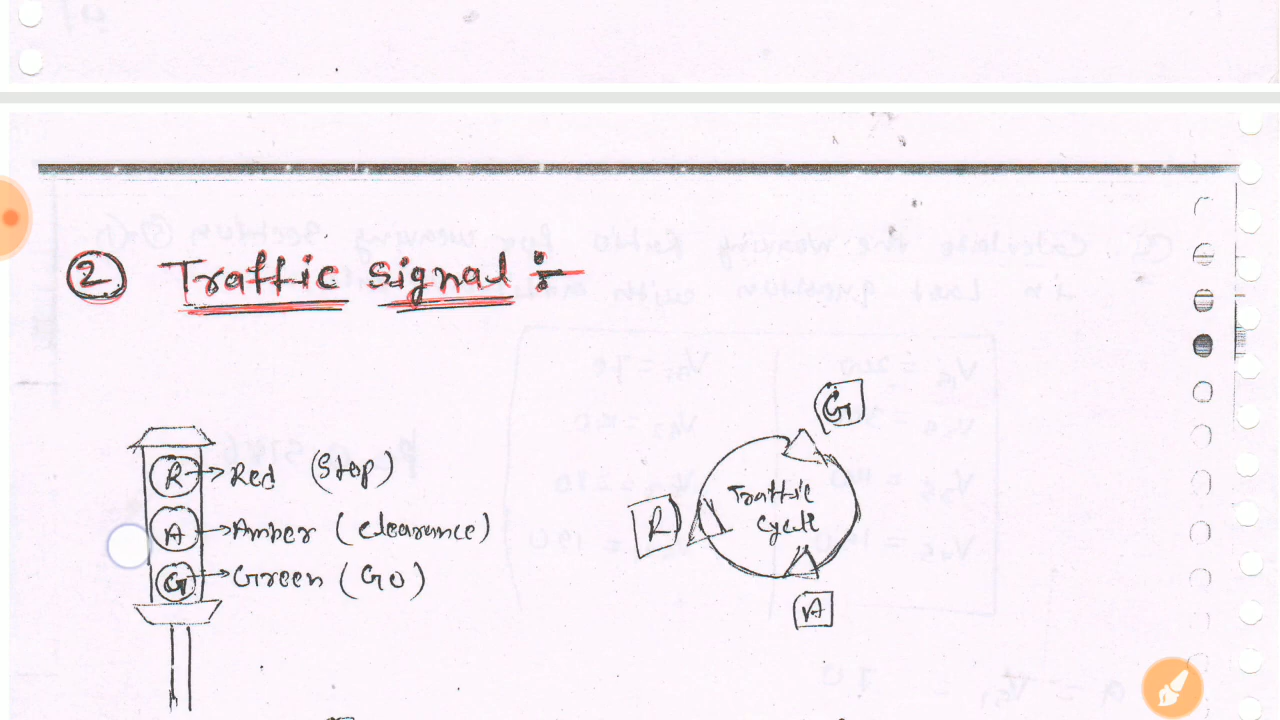 ② Traffic signal :-
R → Red (Stop)
A → Amber (Clearance)
G → Green (Go)
G
R
Traffic
cycle
A